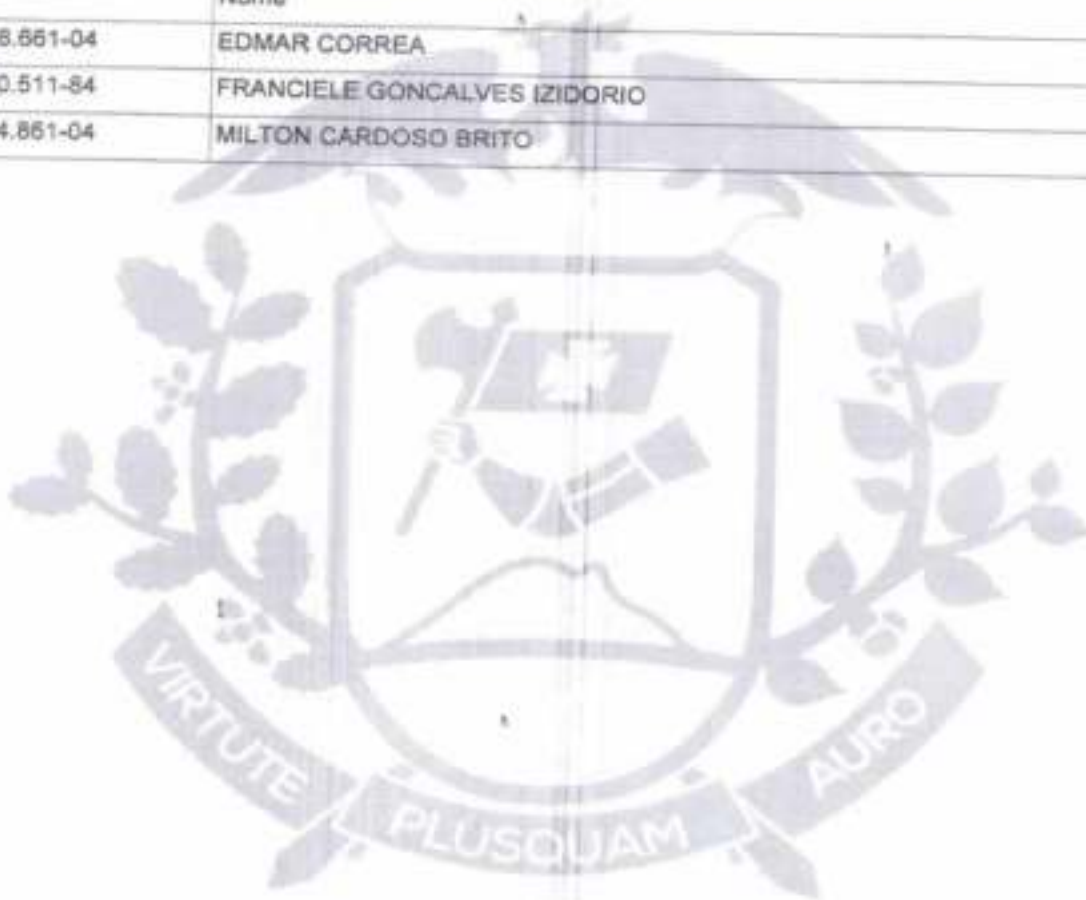 Nome
8.661-04 EDMAR CORREA
0.511-84 FRANCIELE GONCALVES IZIDORIO
4.861-04 MILTON CARDOSO BRITO
VIRTUTE PLUSQUAM AURO